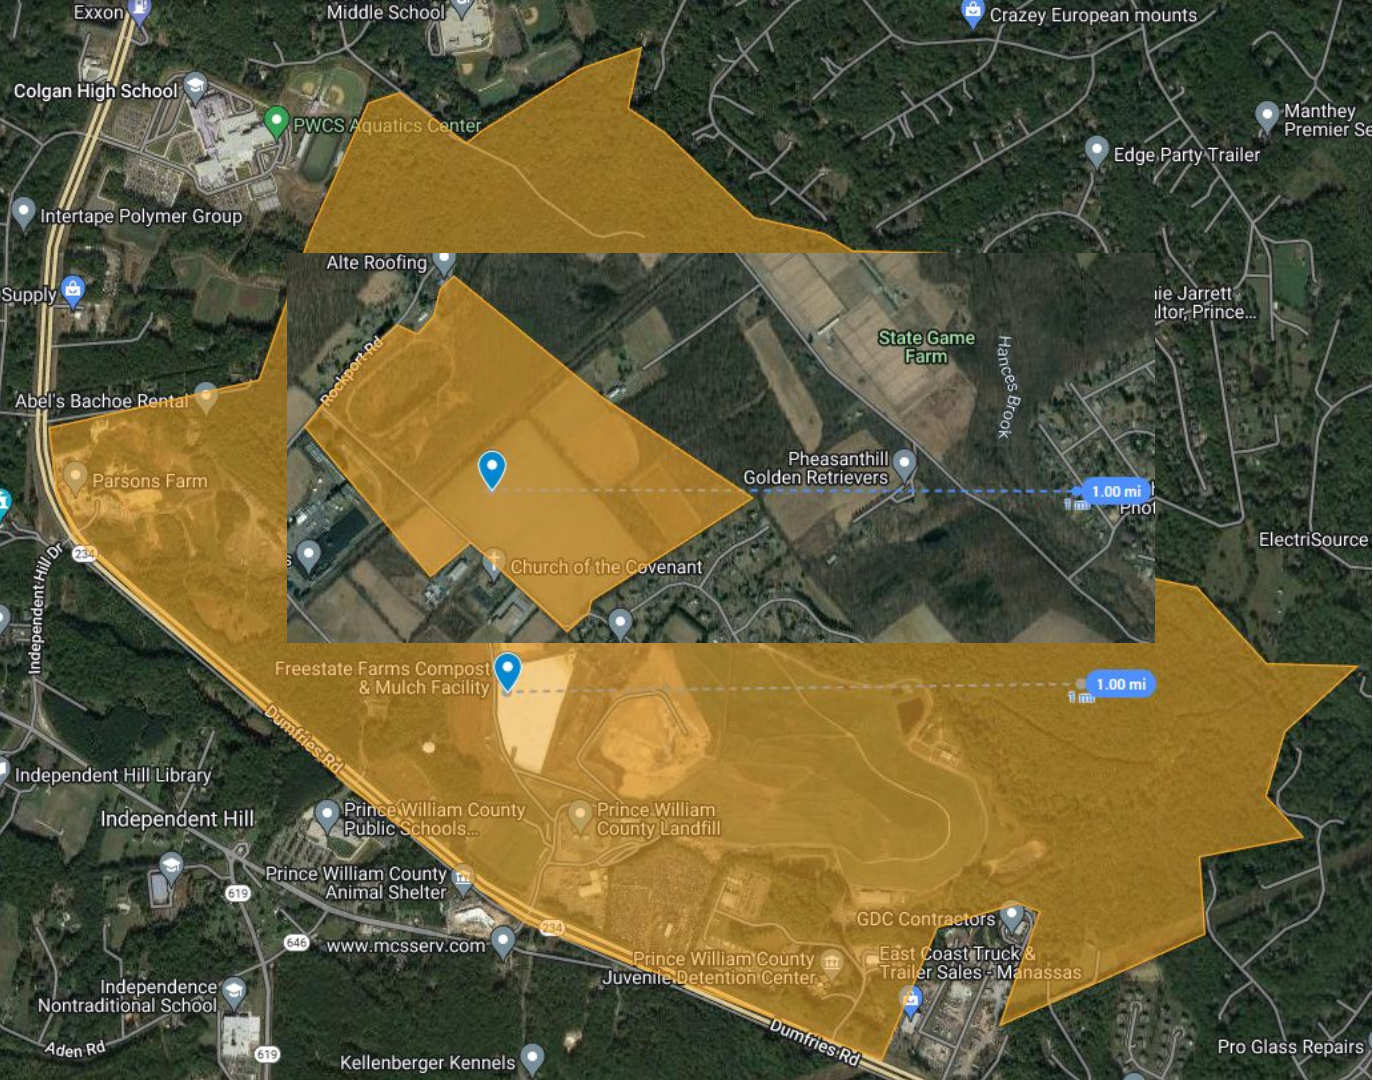 Exxon
Middle School
Crazey European mounts
Colgan High School
PWCS Aquatics Center
Manthey
Premier Se
Edge Party Trailer
Intertape Polymer Group
Alte Roofing
Supply
Rockport Rd
State Game
Farm
Hances Brook
ie Jarrett
ltor, Prince...
Abel's Bachoe Rental
Parsons Farm
Pheasanthill
Golden Retrievers
1.00 mi
1 mi
Phot
ElectriSource
234
Independent Hill Dr
Church of the Covenant
s
Freestate Farms Compost
& Mulch Facility
1.00 mi
1 mi
Dumfries Rd
Independent Hill Library
Independent Hill
Prince William County
Public Schools...
Prince William
County Landfill
Prince William County
Animal Shelter
619
234
646
www.mcsserv.com
GDC Contractors
East Coast Truck &
Trailer Sales - Manassas
Prince William County
Juvenile Detention Center
Independence
Nontraditional School
Dumfries Rd
Aden Rd
619
Kellenberger Kennels
Pro Glass Repairs